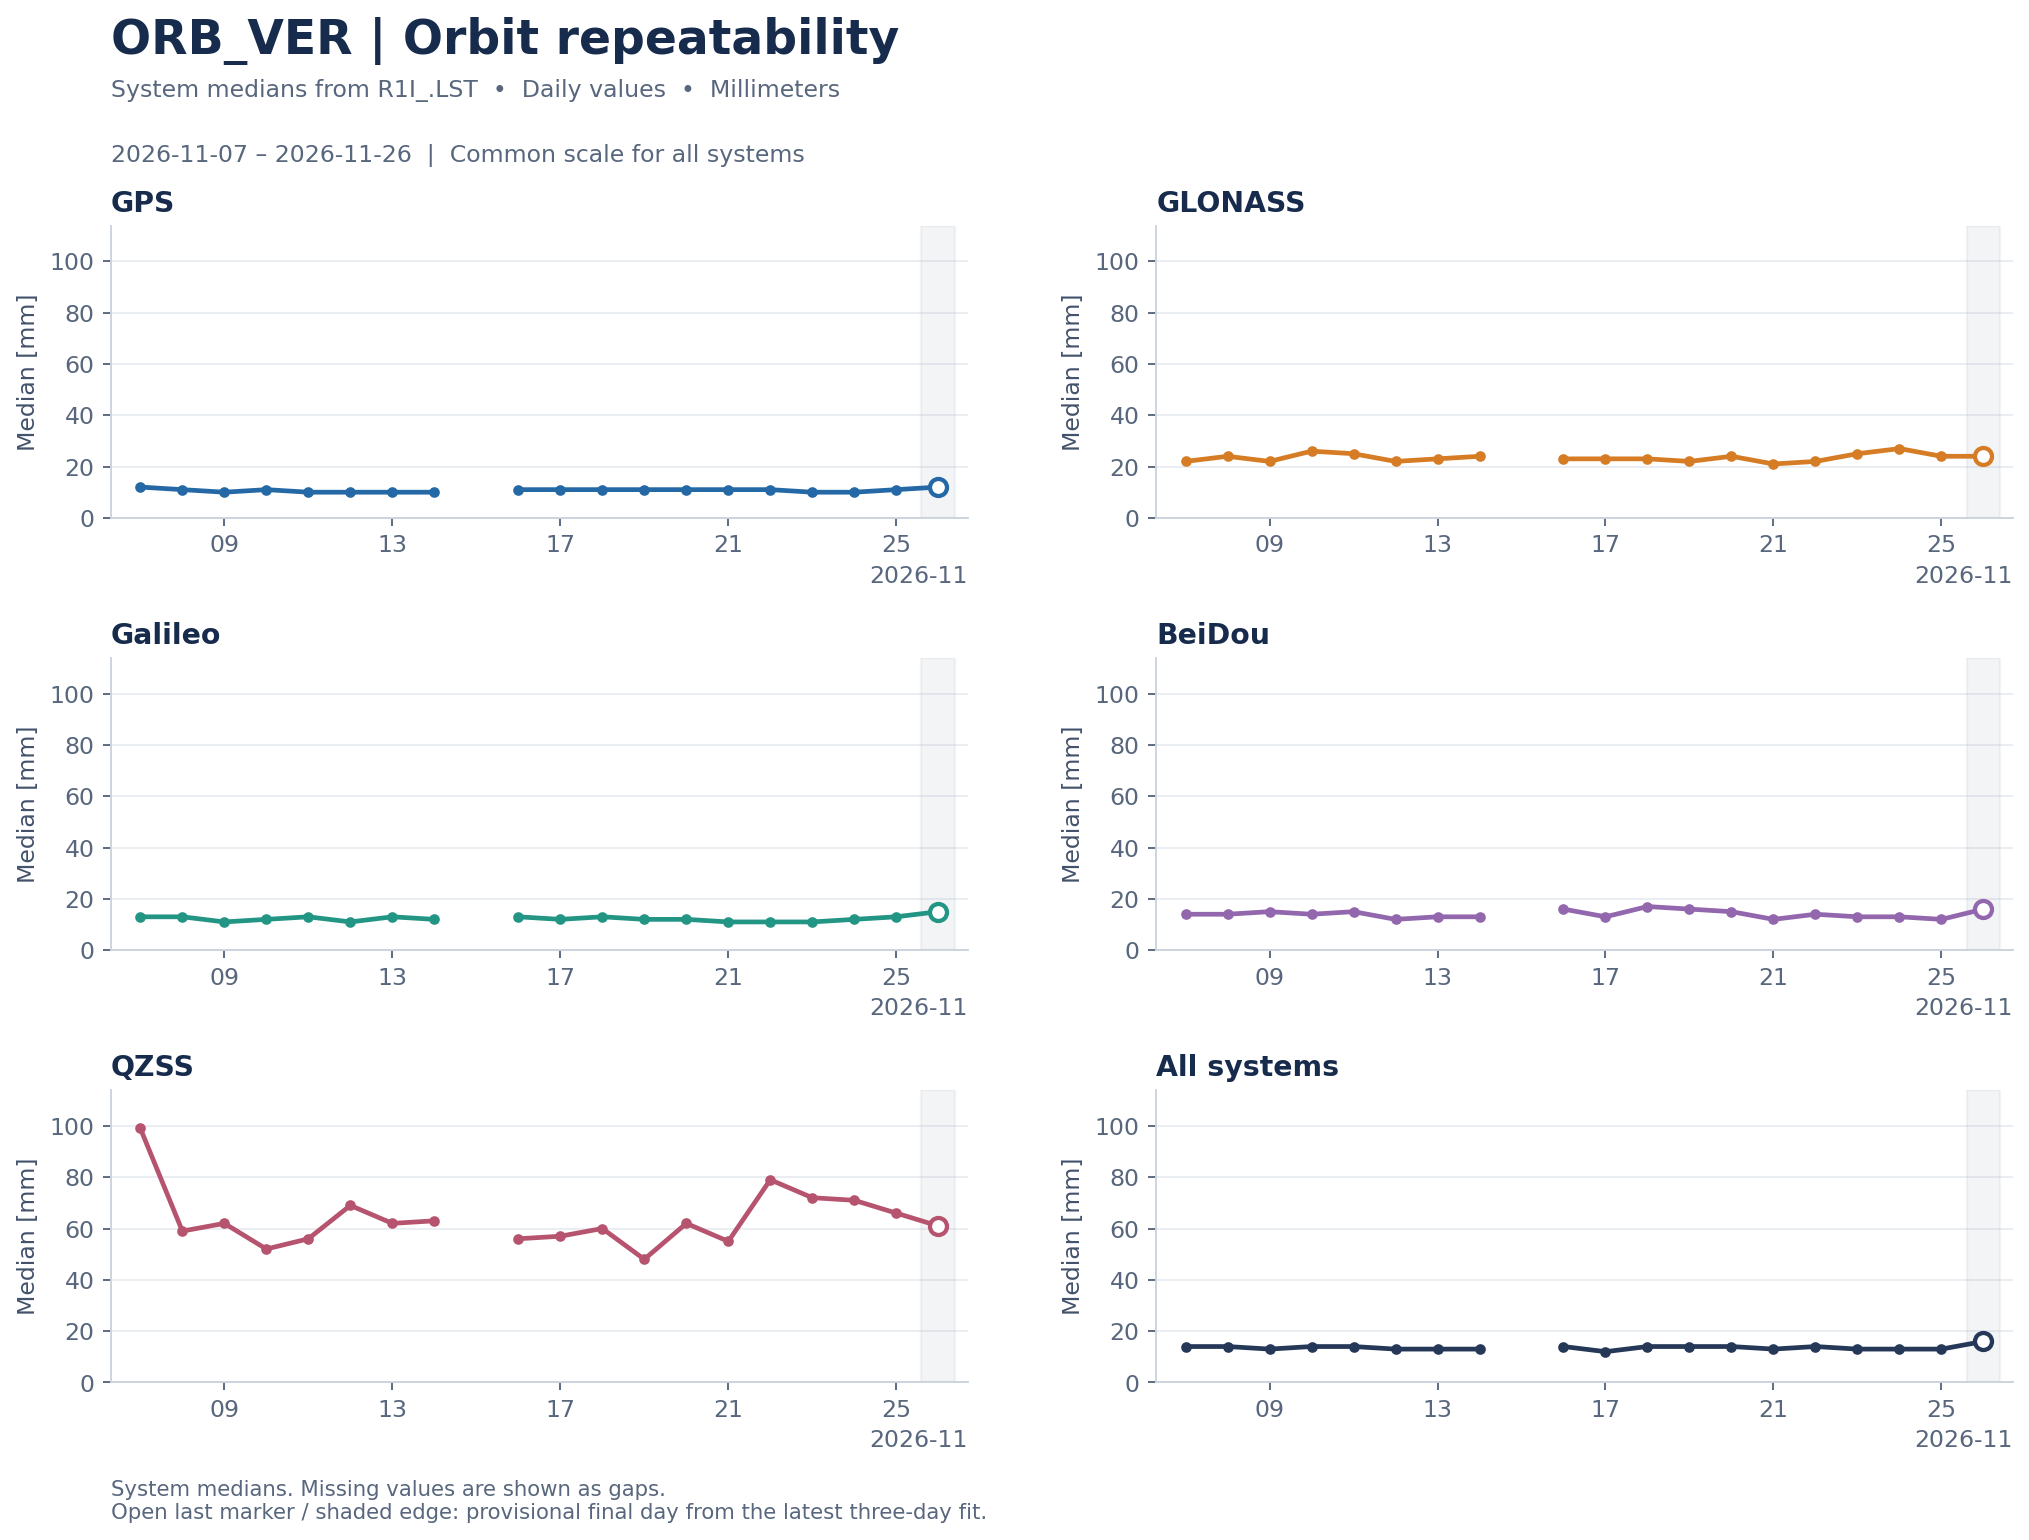 ORB_VER | Orbit repeatability
System medians from R1I_.LST • Daily values • Millimeters
2026-11-07 – 2026-11-26 | Common scale for all systems
GPS
Median [mm]
100
80
60
40
20
0
09 13 17 21 25
2026-11
GLONASS
Median [mm]
100
80
60
40
20
0
09 13 17 21 25
2026-11
Galileo
Median [mm]
100
80
60
40
20
0
09 13 17 21 25
2026-11
BeiDou
Median [mm]
100
80
60
40
20
0
09 13 17 21 25
2026-11
QZSS
Median [mm]
100
80
60
40
20
0
09 13 17 21 25
2026-11
All systems
Median [mm]
100
80
60
40
20
0
09 13 17 21 25
2026-11
System medians. Missing values are shown as gaps.
Open last marker / shaded edge: provisional final day from the latest three-day fit.